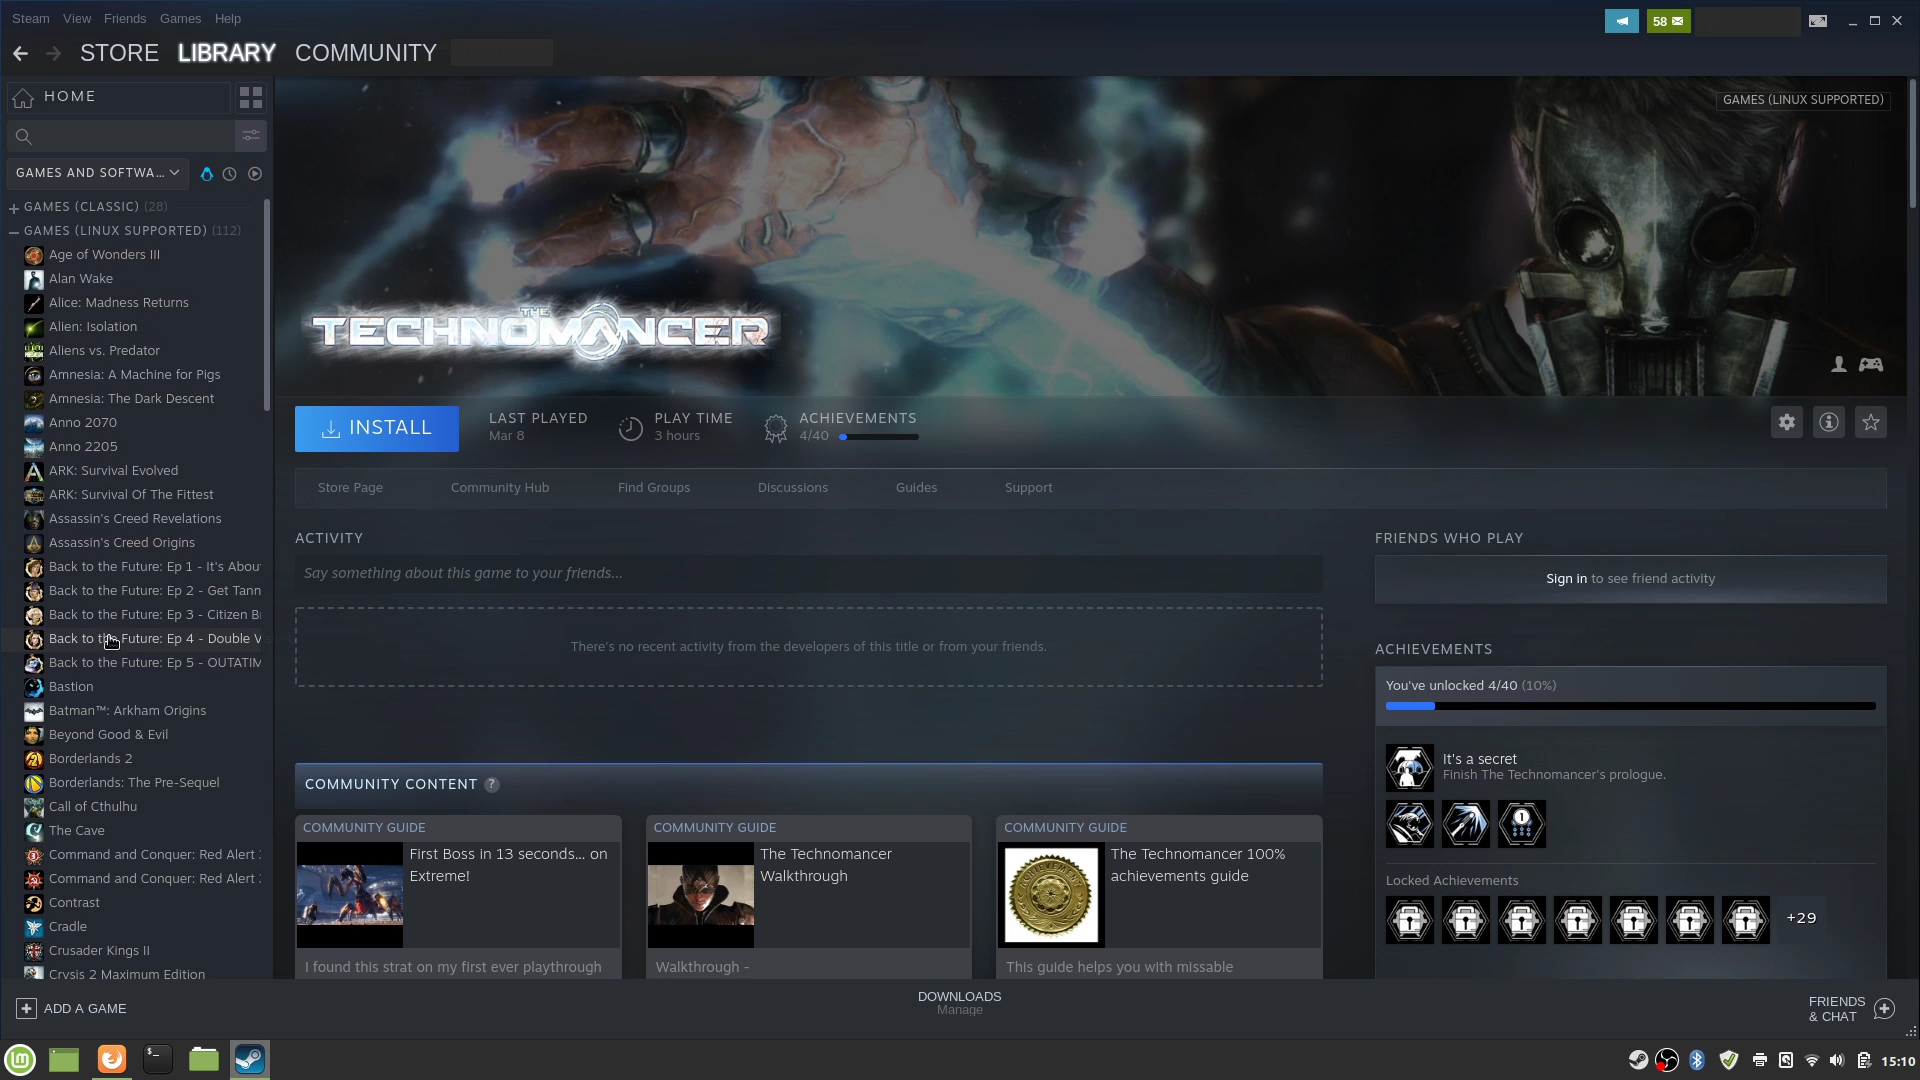 Steam View Friends Games Help
58
STORE LIBRARY COMMUNITY
HOME
GAMES (LINUX SUPPORTED)
GAMES AND SOFTWA...
GAMES (CLASSIC) (28)
GAMES (LINUX SUPPORTED) (112)
Age of Wonders III
Alan Wake
Alice: Madness Returns
Alien: Isolation
Aliens vs. Predator
Amnesia: A Machine for Pigs
Amnesia: The Dark Descent
Anno 2070
Anno 2205
ARK: Survival Evolved
ARK: Survival Of The Fittest
Assassin's Creed Revelations
Assassin's Creed Origins
Back to the Future: Ep 1 - It's Abou
Back to the Future: Ep 2 - Get Tann
Back to the Future: Ep 3 - Citizen B
Back to the Future: Ep 4 - Double V
Back to the Future: Ep 5 - OUTATIM
Bastion
Batman™: Arkham Origins
Beyond Good & Evil
Borderlands 2
Borderlands: The Pre-Sequel
Call of Cthulhu
The Cave
Command and Conquer: Red Alert
Command and Conquer: Red Alert
Contrast
Cradle
Crusader Kings II
Crysis 2 Maximum Edition
THE
TECHNOMANCER
INSTALL
LAST PLAYED
Mar 8
PLAY TIME
3 hours
ACHIEVEMENTS
4/40
Store Page Community Hub Find Groups Discussions Guides Support
ACTIVITY
Say something about this game to your friends...
There's no recent activity from the developers of this title or from your friends.
COMMUNITY CONTENT ?
COMMUNITY GUIDE
First Boss in 13 seconds... on
Extreme!
I found this strat on my first ever playthrough
COMMUNITY GUIDE
The Technomancer
Walkthrough
Walkthrough -
COMMUNITY GUIDE
The Technomancer 100%
achievements guide
This guide helps you with missable
FRIENDS WHO PLAY
Sign in to see friend activity
ACHIEVEMENTS
You've unlocked 4/40 (10%)
It's a secret
Finish The Technomancer's prologue.
Locked Achievements
+29
ADD A GAME
DOWNLOADS
Manage
FRIENDS
& CHAT
15:10